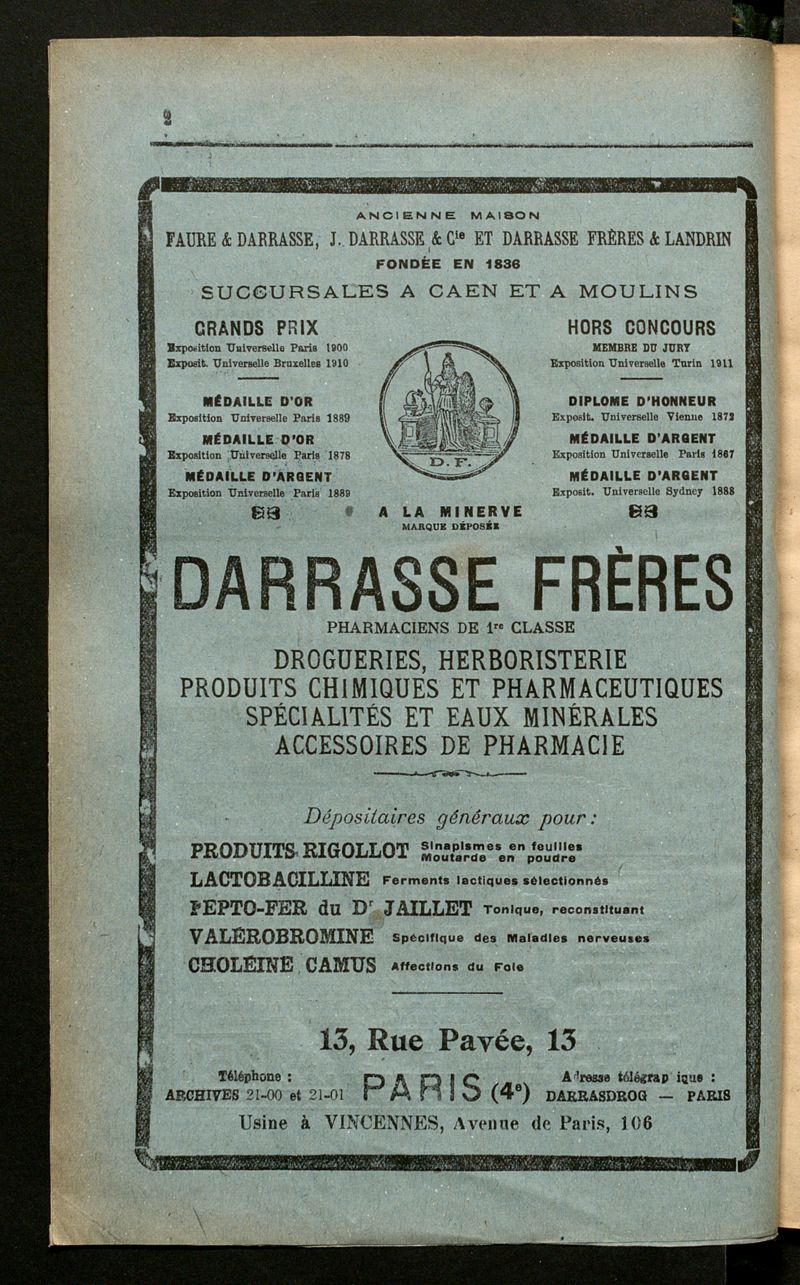 2
ANCIENNE MAISON
FAURE & DARRASSE, J. DARRASSE & Cie ET DARRASSE FRÈRES & LANDRIN
FONDÉE EN 1836
SUCCURSALES A CAEN ET A MOULINS
GRANDS PRIX
Exposition Universelle Paris 1900
Exposit. Universelle Bruxelles 1910
MÉDAILLE D'OR
Exposition Universelle Paris 1889
MÉDAILLE D'OR
Exposition Universelle Paris 1878
MÉDAILLE D'ARGENT
Exposition Universelle Paris 1889
D. F.
A LA MINERVE
MARQUE DÉPOSÉE
HORS CONCOURS
MEMBRE DU JURY
Exposition Universelle Turin 1911
DIPLOME D'HONNEUR
Exposit. Universelle Vienne 1873
MÉDAILLE D'ARGENT
Exposition Universelle Paris 1867
MÉDAILLE D'ARGENT
Exposit. Universelle Sydney 1888
DARRASSE FRÈRES
PHARMACIENS DE 1re CLASSE
DROGUERIES, HERBORISTERIE
PRODUITS CHIMIQUES ET PHARMACEUTIQUES
SPÉCIALITÉS ET EAUX MINÉRALES
ACCESSOIRES DE PHARMACIE
Dépositaires généraux pour :
PRODUITS RIGOLLOT Sinapismes en feuilles
Moutarde en poudre
LACTOBACILLINE Ferments lactiques sélectionnés
PEPTO-FER du Dr JAILLET Tonique, reconstituant
VALÉROBROMINE Spécifique des Maladies nerveuses
CHOLÉINE CAMUS Affections du Foie
13, Rue Pavée, 13
Téléphone :
ARCHIVES 21-00 et 21-01
PARIS (4e)
Adresse télégrap ique :
DARRASDROG — PARIS
Usine à VINCENNES, Avenue de Paris, 106